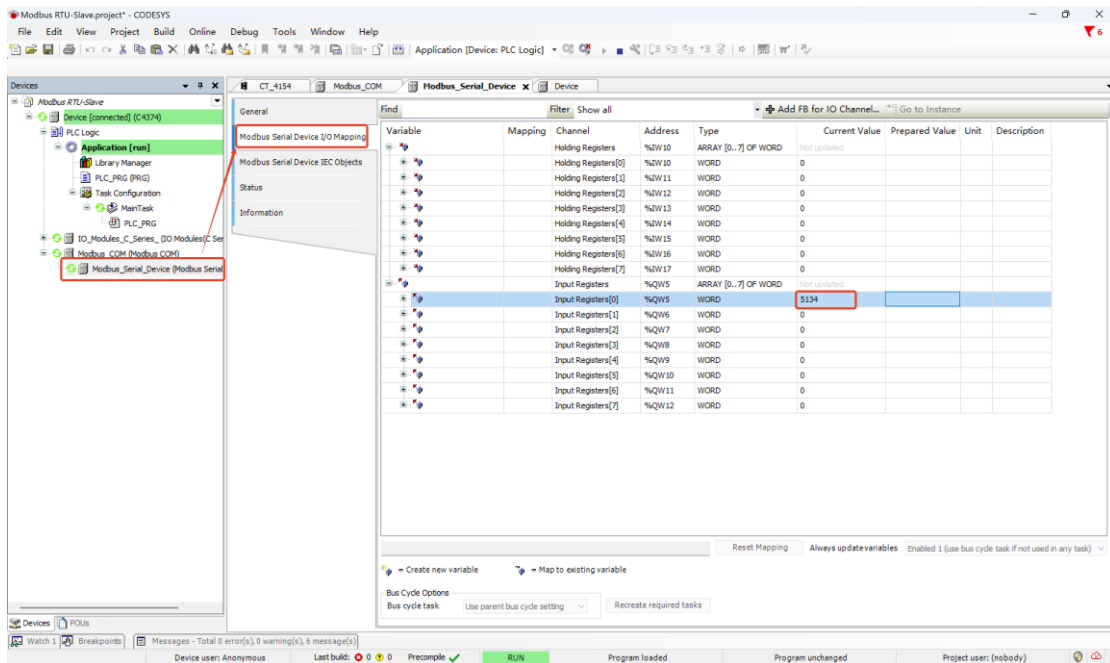 Modbus RTU-Slave.project* - CODESYS
File Edit View Project Build Online Debug Tools Window Help
6
Application [Device: PLC Logic]
Devices
CT_4154 Modbus_COM Modbus_Serial_Device Device
Modbus RTU-Slave
Device [connected] (C4374)
PLC Logic
Application [run]
Library Manager
PLC_PRG (PRG)
Task Configuration
MainTask
PLC_PRG
IO_Modules_C_Series_ (IO Modules(C Ser
Modbus_COM (Modbus COM)
Modbus_Serial_Device (Modbus Serial
General
Modbus Serial Device I/O Mapping
Modbus Serial Device IEC Objects
Status
Information
Find Filter Show all Add FB for IO Channel... Go to Instance
Variable Mapping Channel Address Type Current Value Prepared Value Unit Description
Holding Registers %IW10 ARRAY [0..7] OF WORD Not updated
Holding Registers[0] %IW10 WORD 0
Holding Registers[1] %IW11 WORD 0
Holding Registers[2] %IW12 WORD 0
Holding Registers[3] %IW13 WORD 0
Holding Registers[4] %IW14 WORD 0
Holding Registers[5] %IW15 WORD 0
Holding Registers[6] %IW16 WORD 0
Holding Registers[7] %IW17 WORD 0
Input Registers %QW5 ARRAY [0..7] OF WORD Not updated
Input Registers[0] %QW5 WORD 5134
Input Registers[1] %QW6 WORD 0
Input Registers[2] %QW7 WORD 0
Input Registers[3] %QW8 WORD 0
Input Registers[4] %QW9 WORD 0
Input Registers[5] %QW10 WORD 0
Input Registers[6] %QW11 WORD 0
Input Registers[7] %QW12 WORD 0
Reset Mapping Always update variables Enabled 1 (use bus cycle task if not used in any task)
= Create new variable = Map to existing variable
Bus Cycle Options
Bus cycle task Use parent bus cycle setting Recreate required tasks
Devices POUs
Watch 1 Breakpoints Messages - Total 0 error(s), 0 warning(s), 6 message(s)
Device user: Anonymous Last build: 0 0 Precompile RUN Program loaded Program unchanged Project user: (nobody)